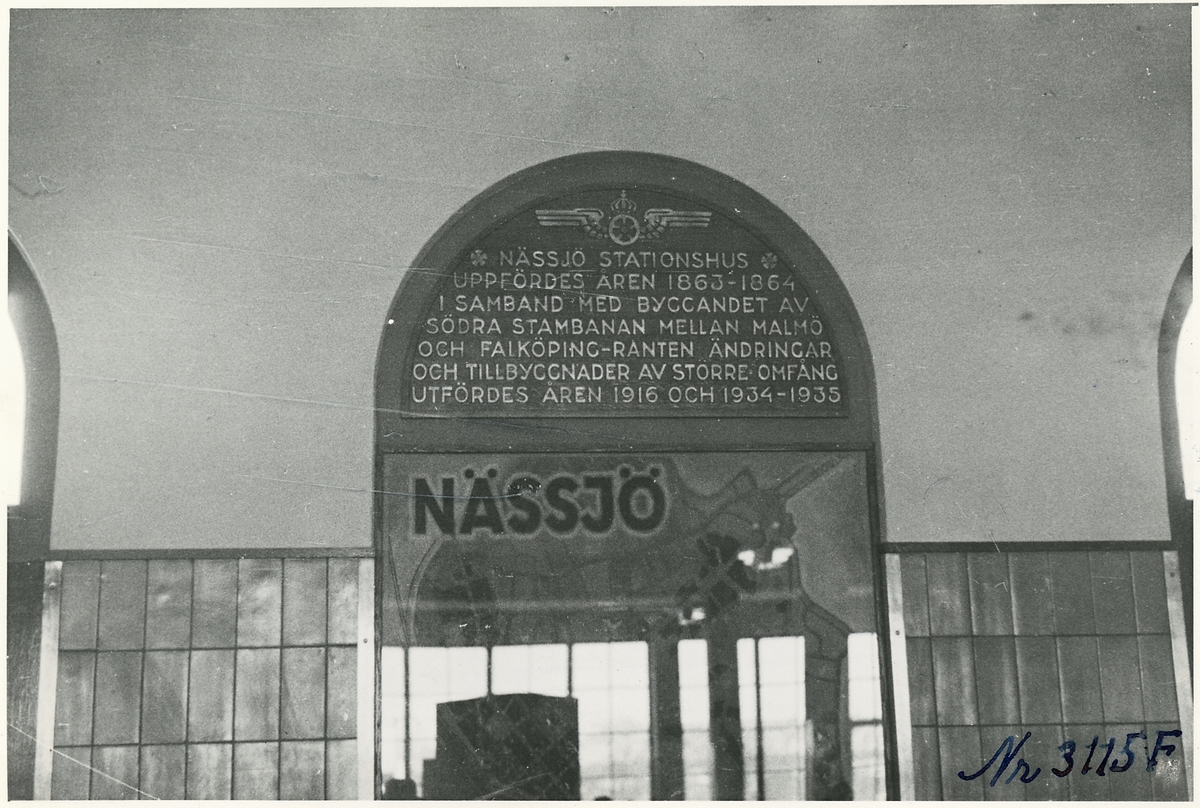 NÄSSJÖ STATIONSHUS
UPPFÖRDES ÅREN 1863-1864
I SAMBAND MED BYGGANDET AV
SÖDRA STAMBANAN MELLAN MALMÖ
OCH FALKÖPING-RANTEN ÄNDRINGAR
OCH TILLBYGGNADER AV STÖRRE OMFÅNG
UTFÖRDES ÅREN 1916 OCH 1934-1935
NÄSSJÖ
Nr 3115 F